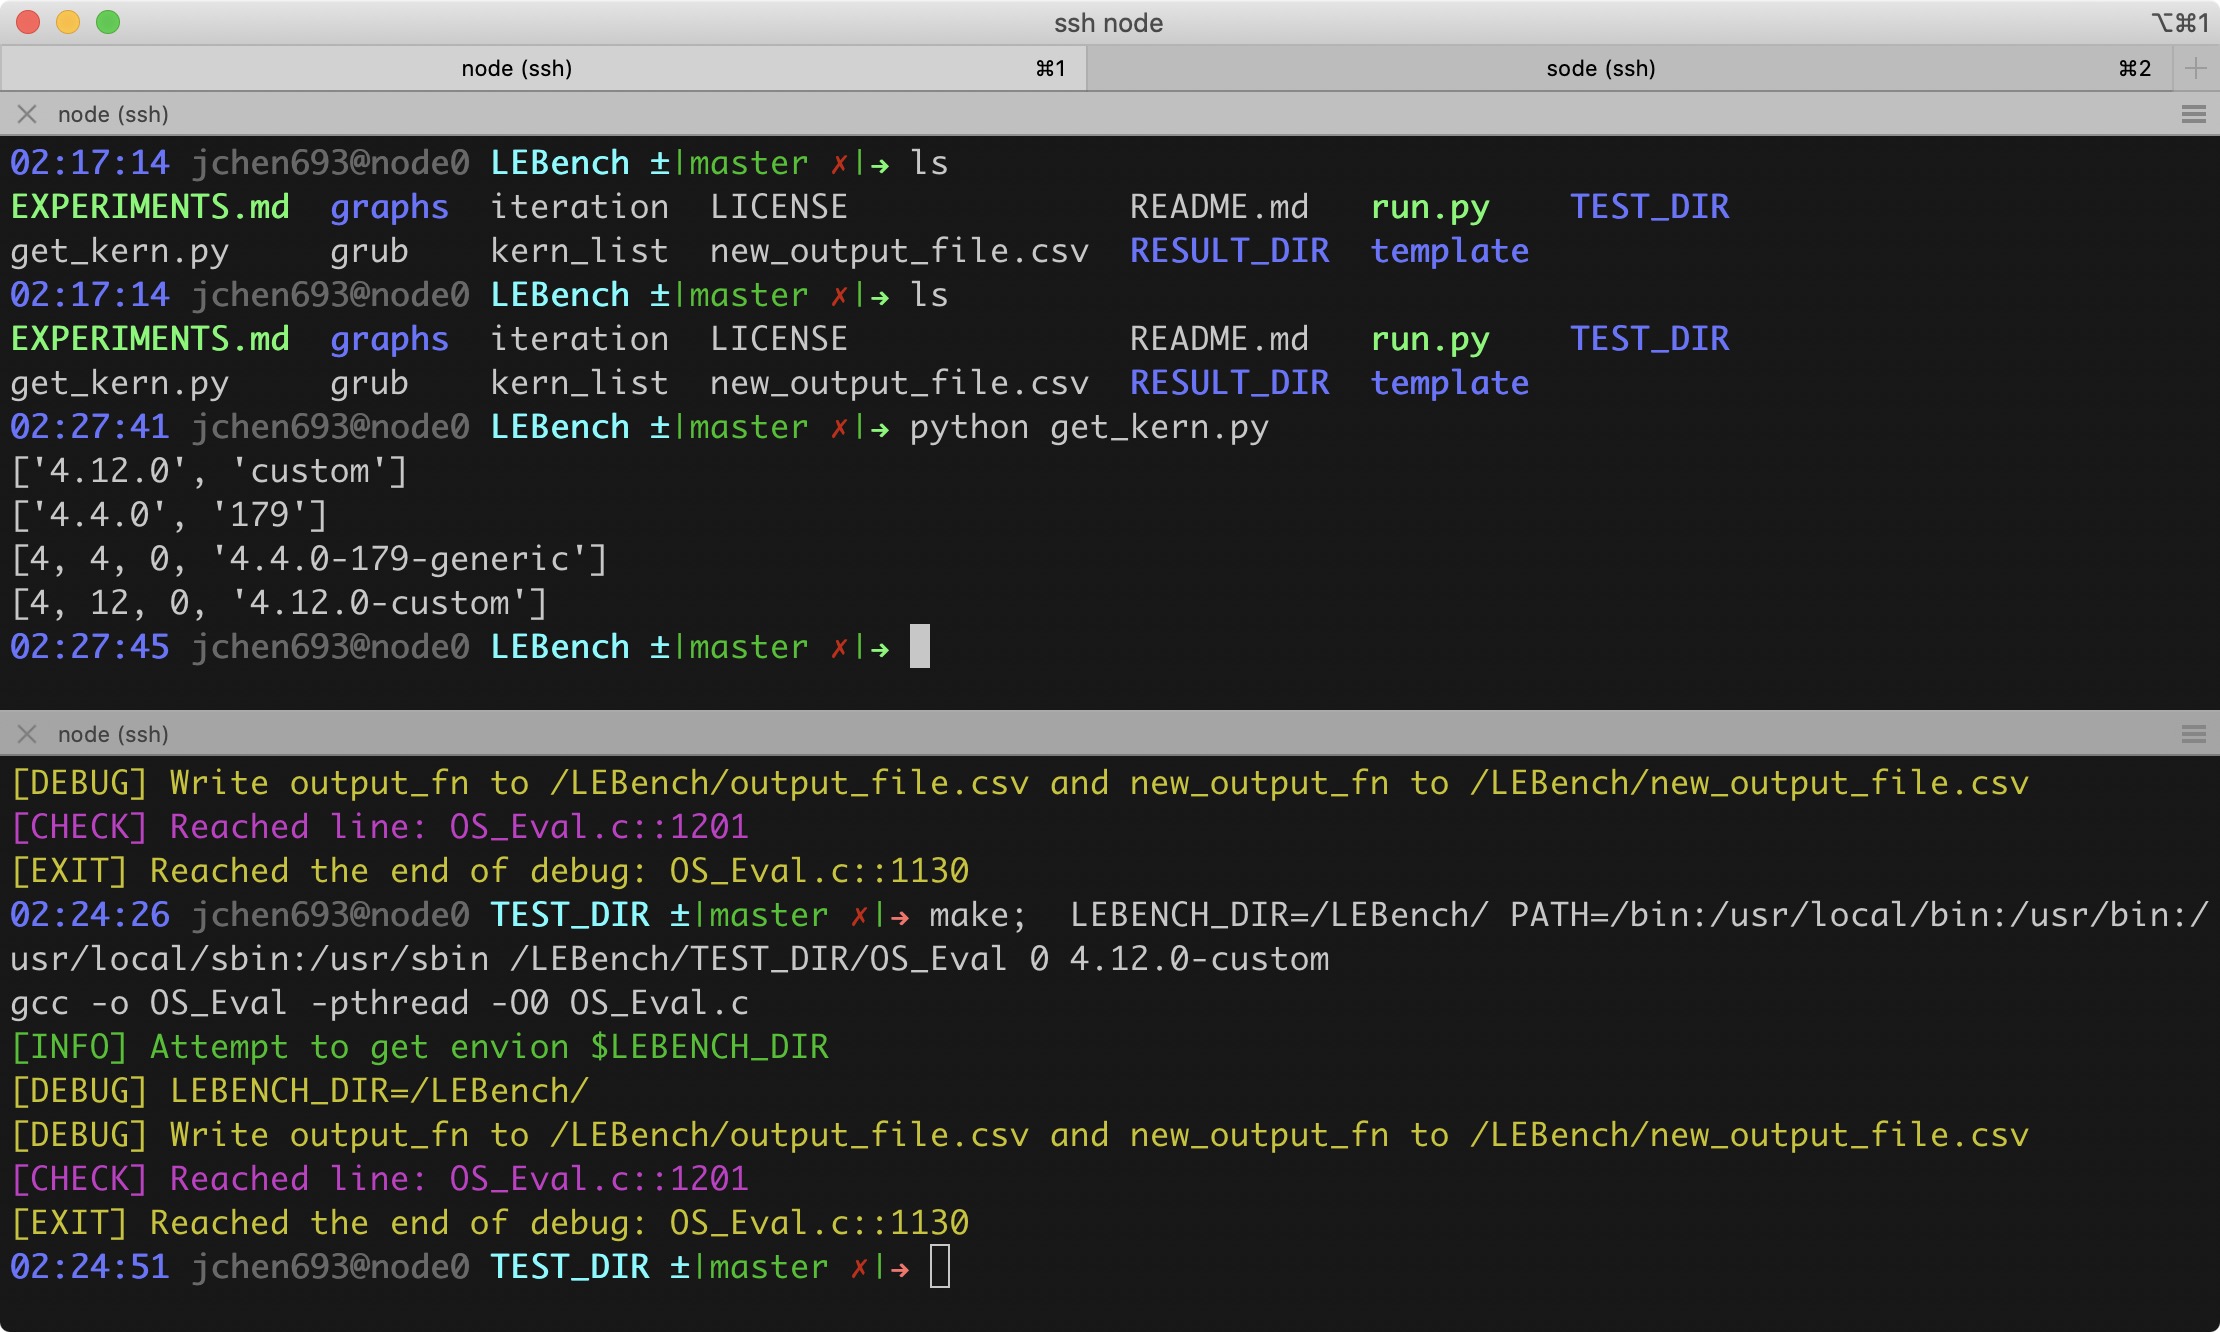 ssh node
⌥⌘1
node (ssh) ⌘1 sode (ssh) ⌘2 +
node (ssh)
02:17:14 jchen693@node0 LEBench ±|master ✗|→ ls
EXPERIMENTS.md graphs iteration LICENSE README.md run.py TEST_DIR
get_kern.py grub kern_list new_output_file.csv RESULT_DIR template
02:17:14 jchen693@node0 LEBench ±|master ✗|→ ls
EXPERIMENTS.md graphs iteration LICENSE README.md run.py TEST_DIR
get_kern.py grub kern_list new_output_file.csv RESULT_DIR template
02:27:41 jchen693@node0 LEBench ±|master ✗|→ python get_kern.py
['4.12.0', 'custom']
['4.4.0', '179']
[4, 4, 0, '4.4.0-179-generic']
[4, 12, 0, '4.12.0-custom']
02:27:45 jchen693@node0 LEBench ±|master ✗|→
node (ssh)
[DEBUG] Write output_fn to /LEBench/output_file.csv and new_output_fn to /LEBench/new_output_file.csv
[CHECK] Reached line: OS_Eval.c::1201
[EXIT] Reached the end of debug: OS_Eval.c::1130
02:24:26 jchen693@node0 TEST_DIR ±|master ✗|→ make;  LEBENCH_DIR=/LEBench/ PATH=/bin:/usr/local/bin:/usr/bin:/
usr/local/sbin:/usr/sbin /LEBench/TEST_DIR/OS_Eval 0 4.12.0-custom
gcc -o OS_Eval -pthread -O0 OS_Eval.c
[INFO] Attempt to get envion $LEBENCH_DIR
[DEBUG] LEBENCH_DIR=/LEBench/
[DEBUG] Write output_fn to /LEBench/output_file.csv and new_output_fn to /LEBench/new_output_file.csv
[CHECK] Reached line: OS_Eval.c::1201
[EXIT] Reached the end of debug: OS_Eval.c::1130
02:24:51 jchen693@node0 TEST_DIR ±|master ✗|→